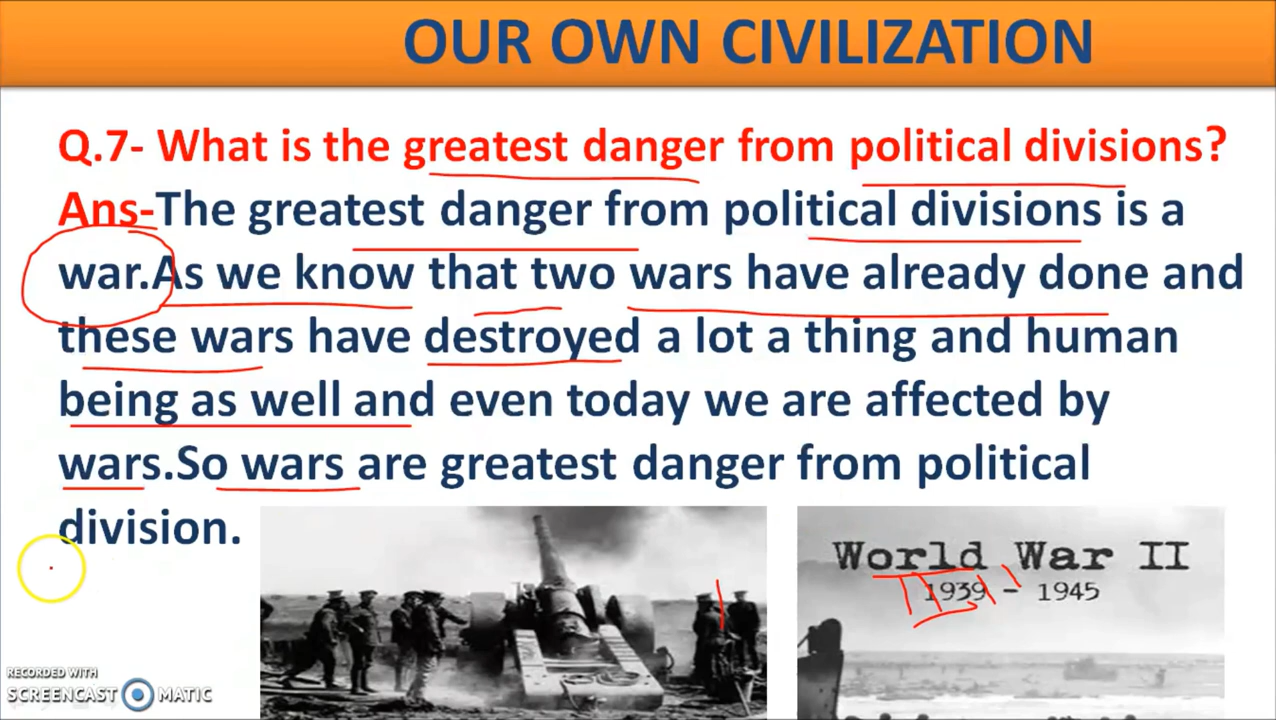 OUR OWN CIVILIZATION
Q.7- What is the greatest danger from political divisions?
Ans-The greatest danger from political divisions is a
war.As we know that two wars have already done and
these wars have destroyed a lot a thing and human
being as well and even today we are affected by
wars.So wars are greatest danger from political
division.
World War II
1939 - 1945
RECORDED WITH
SCREENCAST MATIC